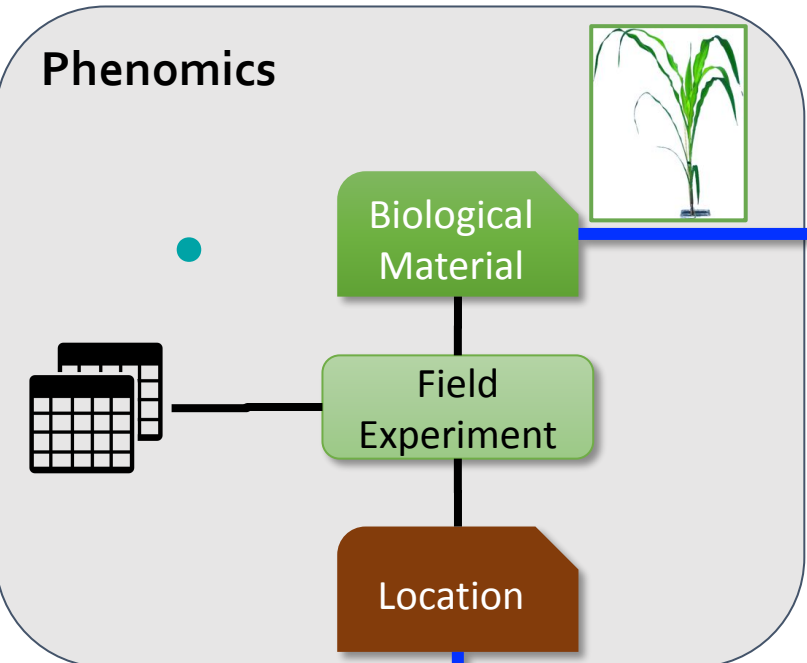 Phenomics
Biological
Material
Field
Experiment
Location